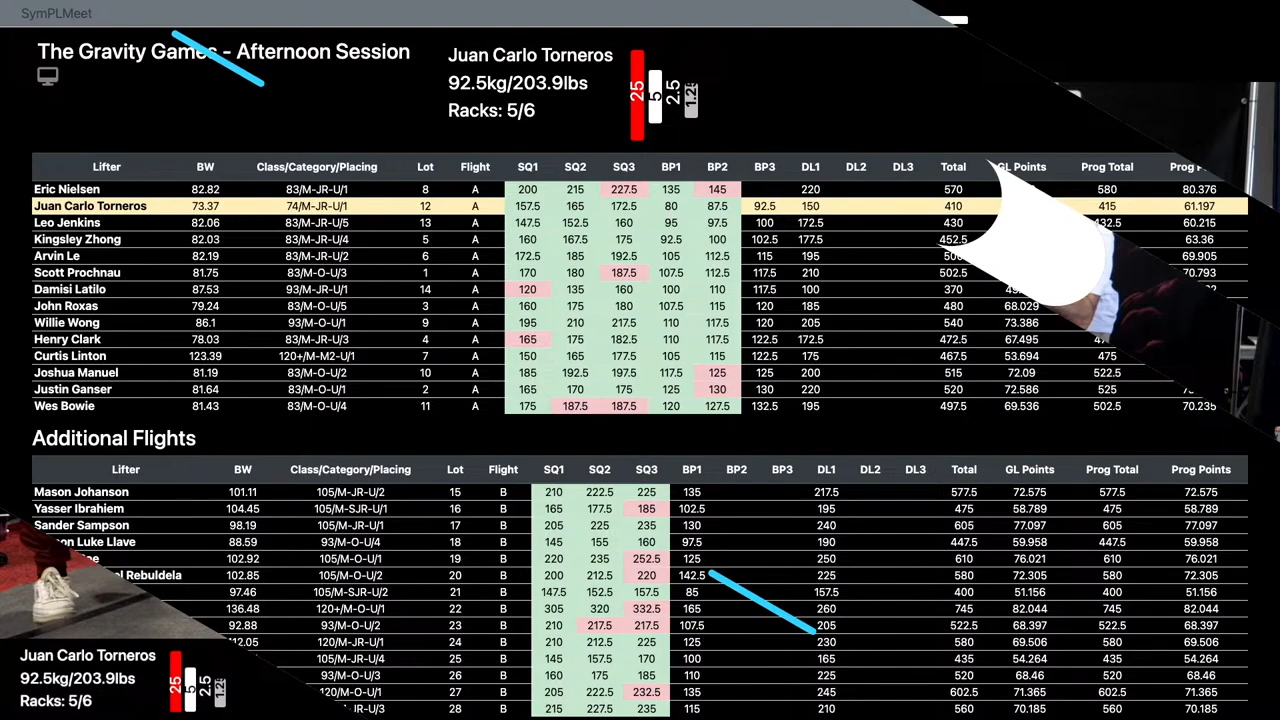 SymPLMeet
The Gravity Games - Afternoon Session
Juan Carlo Torneros
92.5kg/203.9lbs
Racks: 5/6
25 5 2.5 1.25
Lifter BW Class/Category/Placing Lot Flight SQ1 SQ2 SQ3 BP1 BP2 BP3 DL1 DL2 DL3 Total GL Points Prog Total Prog
Eric Nielsen 82.82 83/M-JR-U/1 8 A 200 215 227.5 135 145 220 570 580 80.376
Juan Carlo Torneros 73.37 74/M-JR-U/1 12 A 157.5 165 172.5 80 87.5 92.5 150 410 415 61.197
Leo Jenkins 82.06 83/M-JR-U/5 13 A 147.5 152.5 160 95 97.5 100 172.5 430 432.5 60.215
Kingsley Zhong 82.03 83/M-JR-U/4 5 A 160 167.5 175 92.5 100 102.5 177.5 452.5 63.36
Arvin Le 82.19 83/M-JR-U/2 6 A 172.5 185 192.5 105 112.5 115 195 69.905
Scott Prochnau 81.75 83/M-O-U/3 1 A 170 180 187.5 107.5 112.5 117.5 210 502.5 70.793
Damisi Latilo 87.53 93/M-JR-U/1 14 A 120 135 160 100 110 117.5 150 370
John Roxas 79.24 83/M-O-U/5 3 A 160 175 180 107.5 115 120 185 480 68.029
Willie Wong 86.1 93/M-O-U/1 9 A 195 210 217.5 110 117.5 120 205 540 73.386
Henry Clark 78.03 83/M-JR-U/3 4 A 165 175 182.5 110 117.5 122.5 172.5 472.5 67.495
Curtis Linton 123.39 120+/M-M2-U/1 7 A 150 165 177.5 105 115 122.5 175 467.5 53.694 475
Joshua Manuel 81.19 83/M-O-U/2 10 A 185 192.5 197.5 117.5 125 125 200 515 72.09 522.5
Justin Ganser 81.64 83/M-O-U/1 2 A 165 170 175 125 130 130 220 520 72.586 525
Wes Bowie 81.43 83/M-O-U/4 11 A 175 187.5 187.5 120 127.5 132.5 195 497.5 69.536 502.5 70.235
Additional Flights
Lifter BW Class/Category/Placing Lot Flight SQ1 SQ2 SQ3 BP1 BP2 BP3 DL1 DL2 DL3 Total GL Points Prog Total Prog Points
Mason Johanson 101.11 105/M-JR-U/2 15 B 210 222.5 225 135 217.5 577.5 72.575 577.5 72.575
Yasser Ibrahiem 104.45 105/M-SJR-U/1 16 B 165 177.5 185 102.5 195 475 58.789 475 58.789
Sander Sampson 98.19 105/M-JR-U/1 17 B 205 225 235 130 240 605 77.097 605 77.097
Luke Llave 88.59 93/M-O-U/4 18 B 145 155 160 97.5 190 447.5 59.958 447.5 59.958
102.92 105/M-O-U/1 19 B 220 235 252.5 125 250 610 76.021 610 76.021
Rebuldela 102.85 105/M-O-U/2 20 B 200 212.5 220 142.5 225 580 72.305 580 72.305
97.46 105/M-SJR-U/2 21 B 147.5 152.5 157.5 85 157.5 400 51.156 400 51.156
136.48 120+/M-O-U/1 22 B 305 320 332.5 165 260 745 82.044 745 82.044
92.88 93/M-O-U/2 23 B 210 217.5 217.5 107.5 205 522.5 68.397 522.5 68.397
112.05 120/M-JR-U/1 24 B 210 212.5 225 125 230 580 69.506 580 69.506
105/M-JR-U/4 25 B 145 157.5 170 100 165 435 54.264 435 54.264
93/M-O-U/3 26 B 160 175 185 110 225 520 68.46 520 68.46
120/M-O-U/1 27 B 205 222.5 232.5 135 245 602.5 71.365 602.5 71.365
28 B 215 227.5 235 115 210 560 70.185 560 70.185
Juan Carlo Torneros
92.5kg/203.9lbs
Racks: 5/6
25 5 2.5 1.25